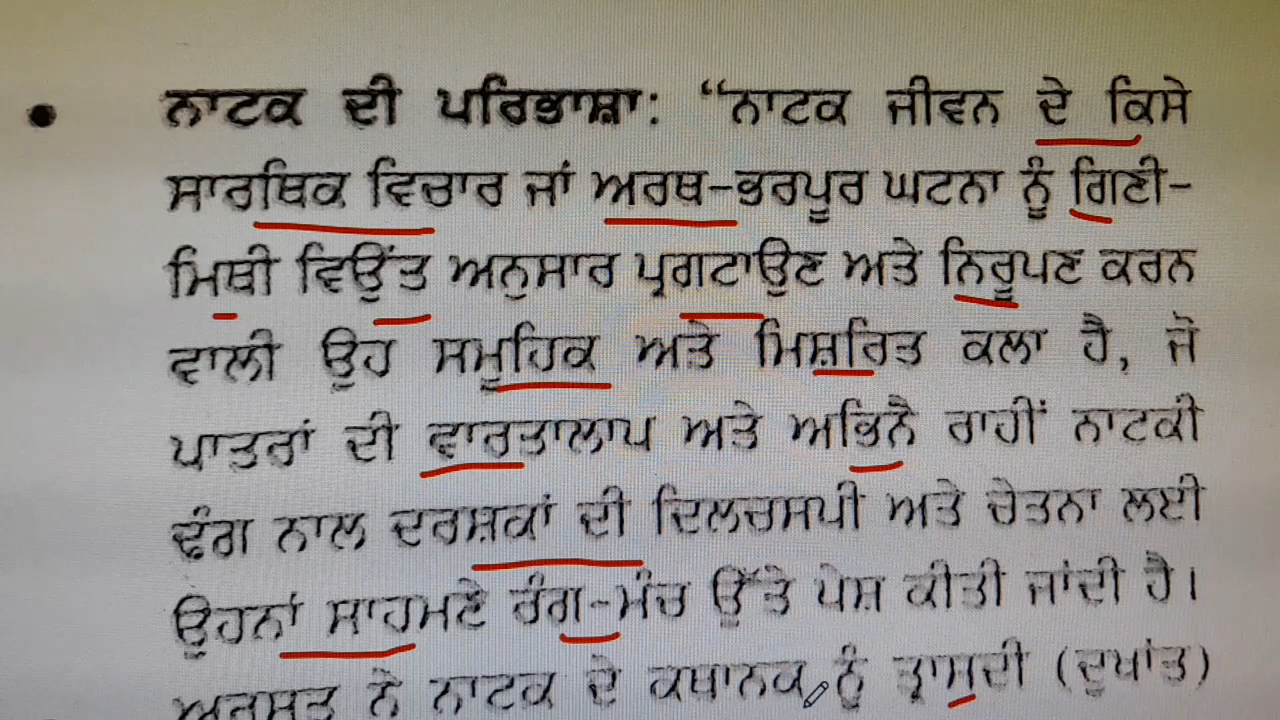 • ਨਾਟਕ ਦੀ ਪਰਿਭਾਸ਼ਾ: “ਨਾਟਕ ਜੀਵਨ ਦੇ ਕਿਸੇ
ਸਾਰਥਿਕ ਵਿਚਾਰ ਜਾਂ ਅਰਥ-ਭਰਪੂਰ ਘਟਨਾ ਨੂੰ ਗਿਣੀ-
ਮਿਥੀ ਵਿਉਂਤ ਅਨੁਸਾਰ ਪ੍ਰਗਟਾਉਣ ਅਤੇ ਨਿਰੂਪਣ ਕਰਨ
ਵਾਲੀ ਉਹ ਸਮੂਹਿਕ ਅਤੇ ਮਿਸ਼ਰਿਤ ਕਲਾ ਹੈ, ਜੋ
ਪਾਤਰਾਂ ਦੀ ਵਾਰਤਾਲਾਪ ਅਤੇ ਅਭਿਨੈ ਰਾਹੀਂ ਨਾਟਕੀ
ਢੰਗ ਨਾਲ ਦਰਸ਼ਕਾਂ ਦੀ ਦਿਲਚਸਪੀ ਅਤੇ ਚੇਤਨਾ ਲਈ
ਉਹਨਾਂ ਸਾਹਮਣੇ ਰੰਗ-ਮੰਚ ਉੱਤੇ ਪੇਸ਼ ਕੀਤੀ ਜਾਂਦੀ ਹੈ।
ਅਰਸਤੂ ਨੇ ਨਾਟਕ ਦੇ ਕਥਾਨਕ ਨੂੰ ਤ੍ਰਾਸਦੀ (ਦੁਖਾਂਤ)